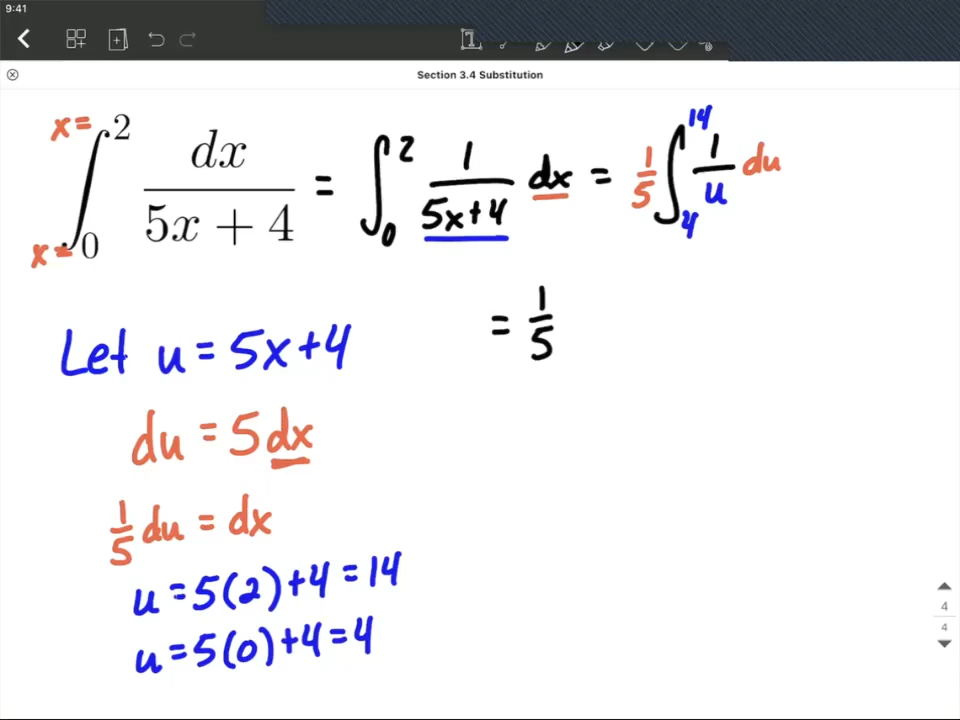 9:41
Section 3.4 Substitution
x= ∫₀² dx/(5x + 4) = ∫₀² 1/(5x+4) dx = 1/5 ∫₄¹⁴ 1/u du
x=
= 1/5
Let u = 5x+4
du = 5dx
1/5 du = dx
u = 5(2)+4 = 14
u = 5(0)+4 = 4
4
4